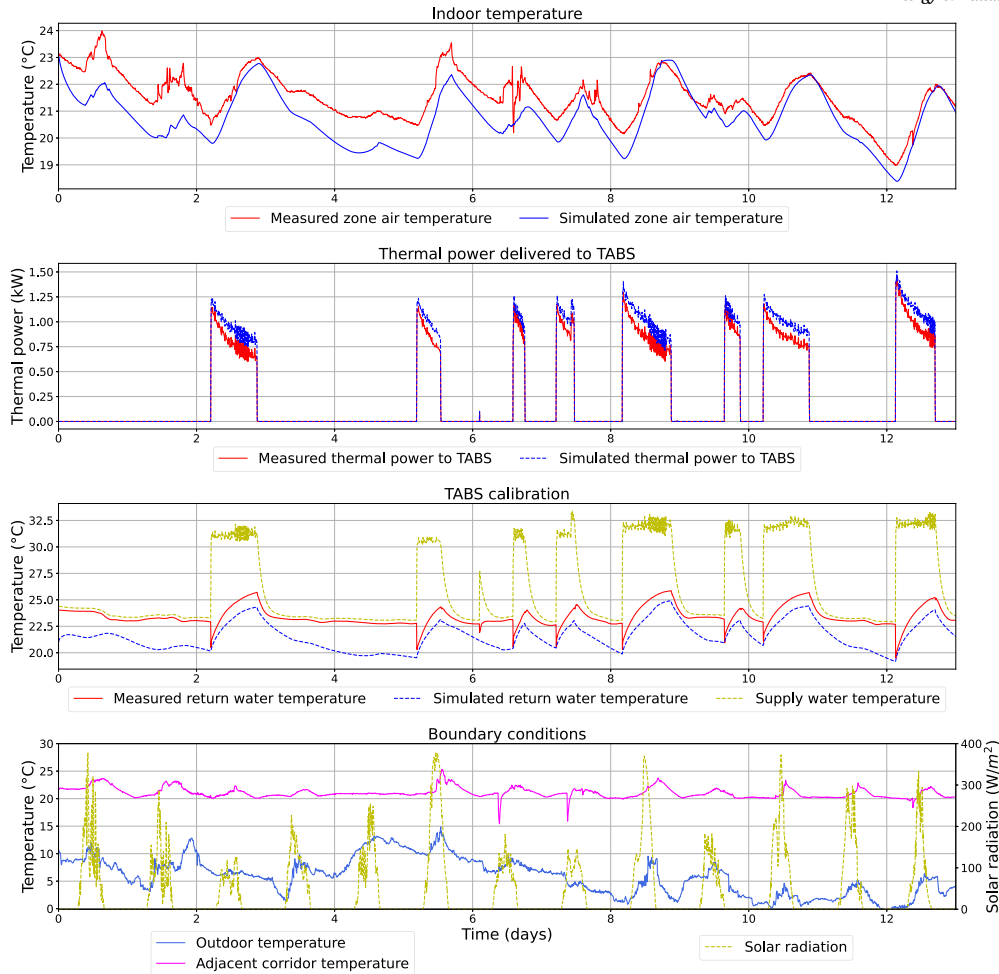 Indoor temperature
Temperature (°C)
24
23
22
21
20
19
0 2 4 6 8 10 12
Measured zone air temperature Simulated zone air temperature
Thermal power delivered to TABS
Thermal power (kW)
1.50
1.25
1.00
0.75
0.50
0.25
0.00
0 2 4 6 8 10 12
Measured thermal power to TABS Simulated thermal power to TABS
TABS calibration
Temperature (°C)
32.5
30.0
27.5
25.0
22.5
20.0
0 2 4 6 8 10 12
Measured return water temperature Simulated return water temperature Supply water temperature
Boundary conditions
Temperature (°C)
30
25
20
15
10
5
0
400
300
200
100
0
Solar radiation (W/m²)
0 2 4 6 8 10 12
Time (days)
Outdoor temperature
Adjacent corridor temperature
Solar radiation